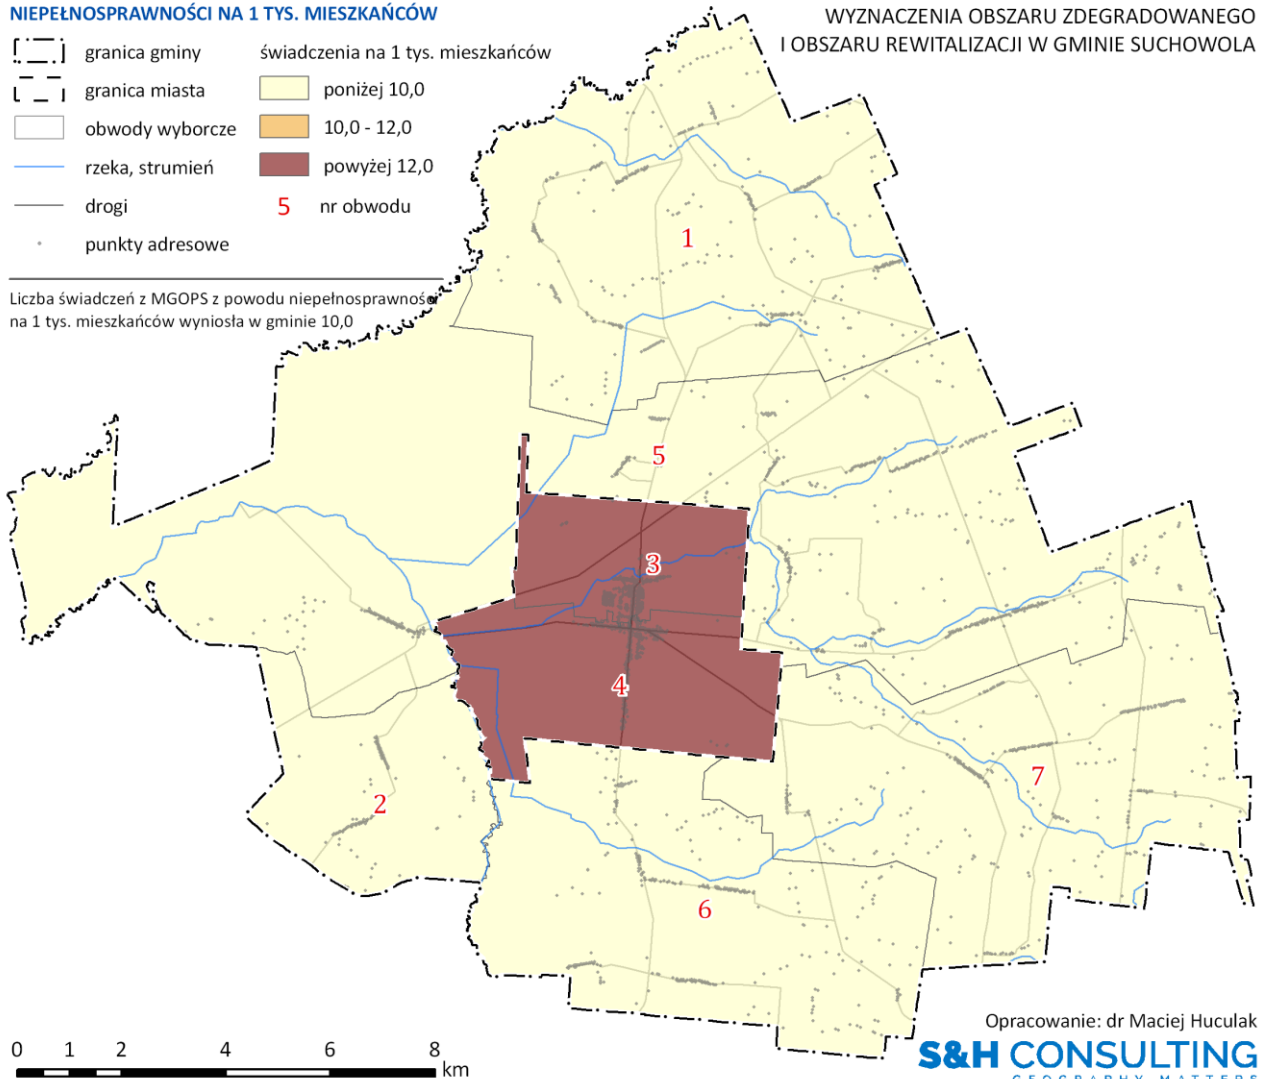 NIEPEŁNOSPRAWNOŚCI NA 1 TYS. MIESZKAŃCÓW
WYZNACZENIA OBSZARU ZDEGRADOWANEGO
I OBSZARU REWITALIZACJI W GMINIE SUCHOWOLA
granica gminy
granica miasta
obwody wyborcze
rzeka, strumień
drogi
punkty adresowe
świadczenia na 1 tys. mieszkańców
poniżej 10,0
10,0 - 12,0
powyżej 12,0
5 nr obwodu
Liczba świadczeń z MGOPS z powodu niepełnosprawności
na 1 tys. mieszkańców wyniosła w gminie 10,0
1
5
3
4
2
7
6
0 1 2 4 6 8 km
Opracowanie: dr Maciej Huculak
S&H CONSULTING
GEOGRAPHY MATTERS